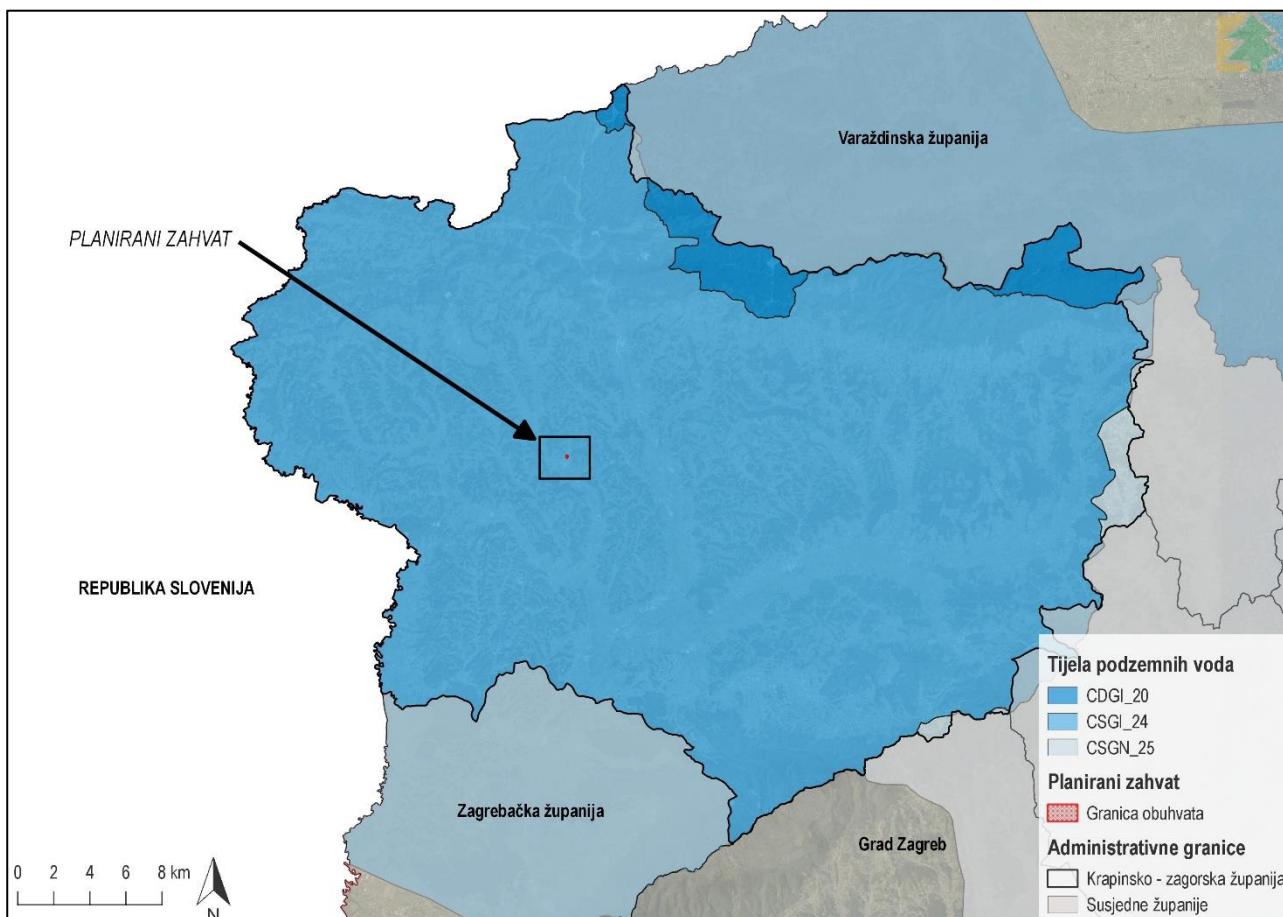 Varaždinska županija
PLANIRANI ZAHVAT
REPUBLIKA SLOVENIJA
Zagrebačka županija
Grad Zagreb
0 2 4 8 km
N
Tijela podzemnih voda
CDGI_20
CSGI_24
CSGN_25
Planirani zahvat
Granica obuhvata
Administrativne granice
Krapinsko - zagorska županija
Susjedne županije